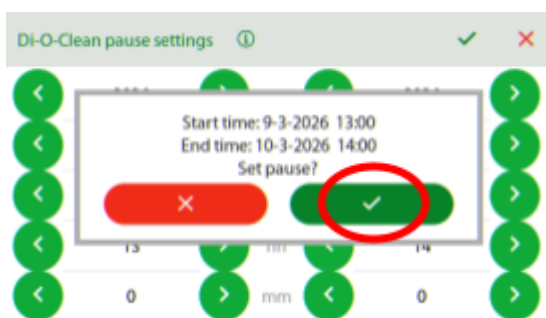 Di-O-Clean pause settings
Start time: 9-3-2026 13:00
End time: 10-3-2026 14:00
Set pause?
13 14
0 mm 0